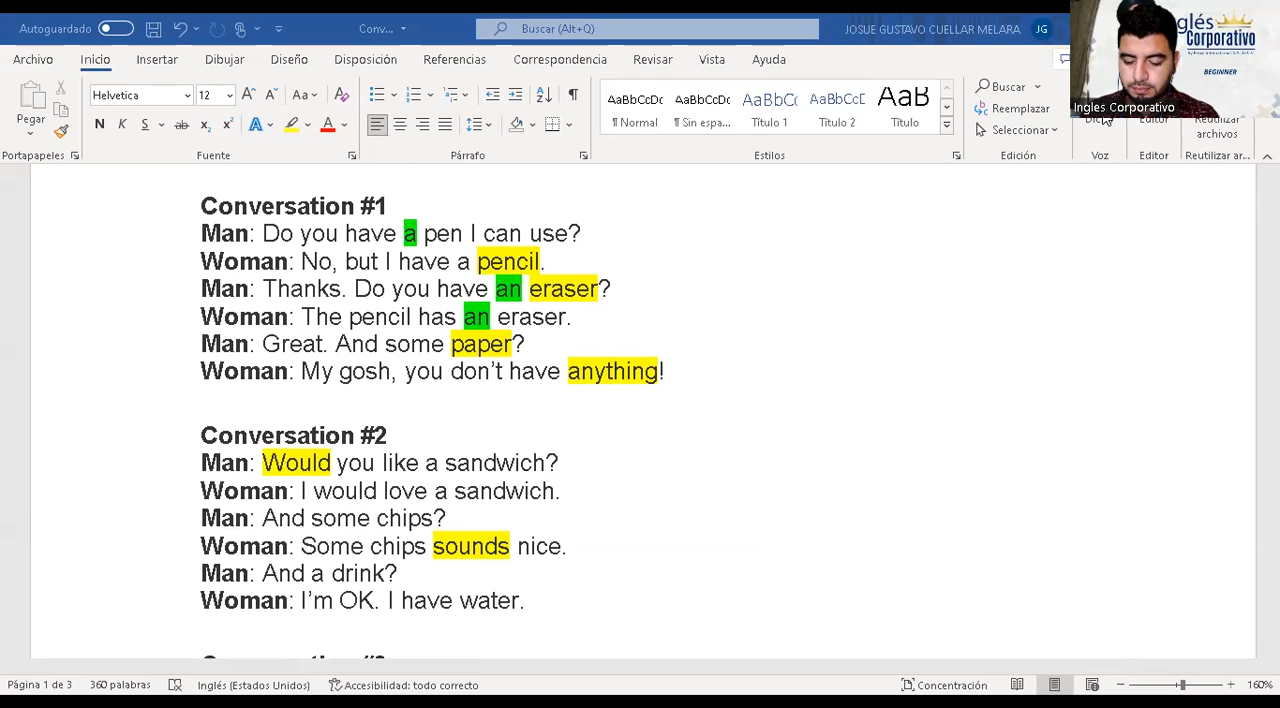 Autoguardado Conv... Buscar (Alt+Q) JOSUE GUSTAVO CUELLAR MELARA JG
Archivo Inicio Insertar Dibujar Diseño Disposición Referencias Correspondencia Revisar Vista Ayuda
glés
Corporativo
BEGINNER
Ingles Corporativo
Helvetica 12 Aa
AaBbCcDc AaBbCcDc AaBbCc AaBbCcD AaB
Pegar
N K S ab x₂ x² A A
¶ Normal ¶ Sin espa... Título 1 Título 2 Título
Buscar
Reemplazar
Seleccionar
Editor
Reutilizar
archivos
Portapapeles Fuente Párrafo Estilos Edición Voz Editor Reutilizar ar...
Conversation #1
Man: Do you have a pen I can use?
Woman: No, but I have a pencil.
Man: Thanks. Do you have an eraser?
Woman: The pencil has an eraser.
Man: Great. And some paper?
Woman: My gosh, you don’t have anything!
Conversation #2
Man: Would you like a sandwich?
Woman: I would love a sandwich.
Man: And some chips?
Woman: Some chips sounds nice.
Man: And a drink?
Woman: I’m OK. I have water.
Página 1 de 3 360 palabras Inglés (Estados Unidos) Accesibilidad: todo correcto Concentración 160%